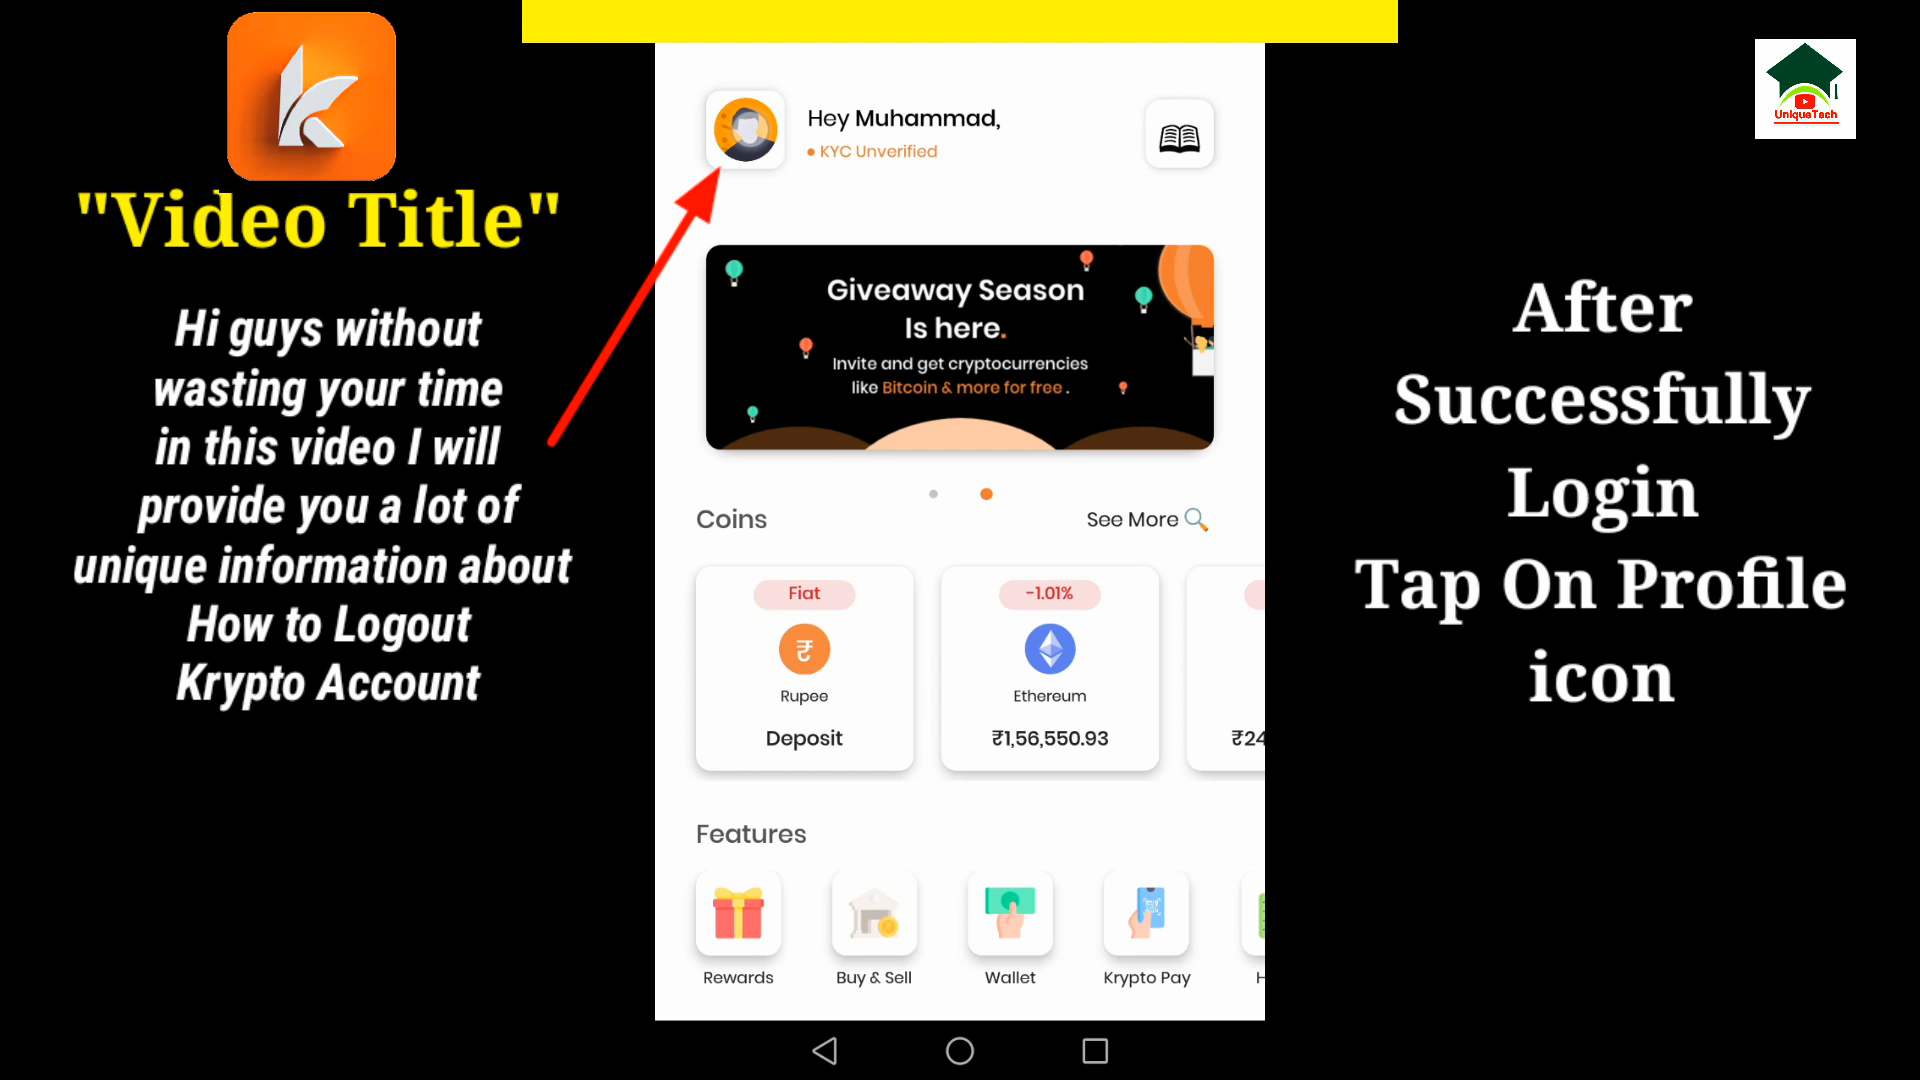 "Video Title"
Hi guys without
wasting your time
in this video I will
provide you a lot of
unique information about
How to Logout
Krypto Account
Hey Muhammad,
KYC Unverified
Giveaway Season
Is here.
Invite and get cryptocurrencies
like Bitcoin & more for free .
Coins
See More
Fiat
₹
Rupee
Deposit
-1.01%
Ethereum
₹1,56,550.93
₹24
Features
Rewards
Buy & Sell
Wallet
Krypto Pay
H
UniqueTech
After
Successfully
Login
Tap On Profile
icon